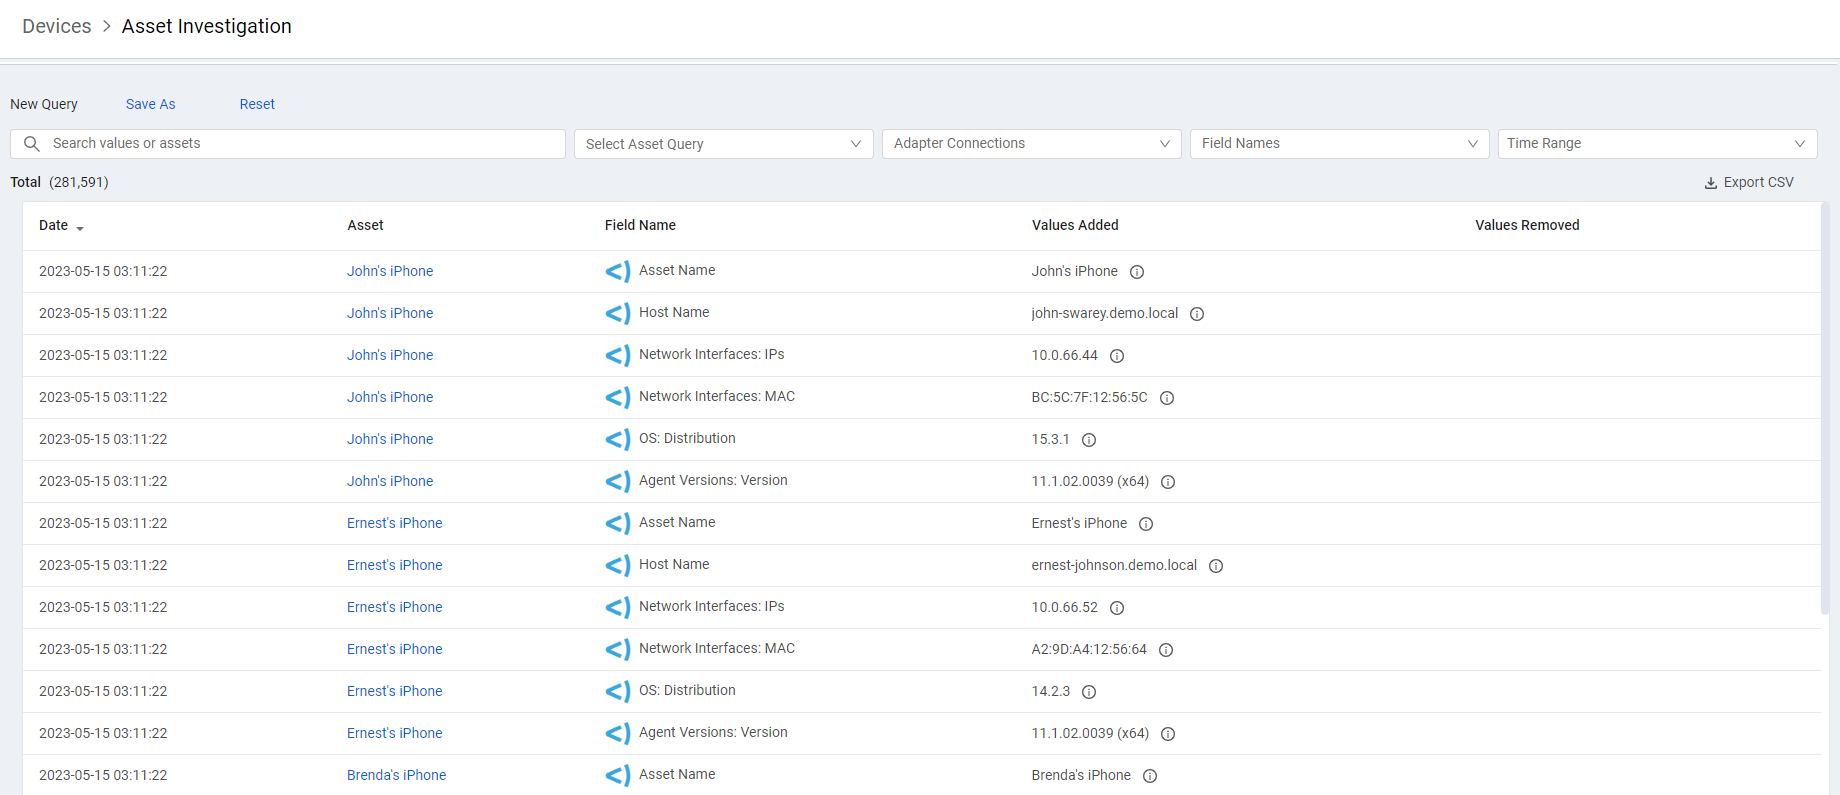 Devices > Asset Investigation
New Query Save As Reset
Search values or assets Select Asset Query Adapter Connections Field Names Time Range
Total (281,591) Export CSV
Date Asset Field Name Values Added Values Removed
2023-05-15 03:11:22 John's iPhone Asset Name John's iPhone
2023-05-15 03:11:22 John's iPhone Host Name john-swarey.demo.local
2023-05-15 03:11:22 John's iPhone Network Interfaces: IPs 10.0.66.44
2023-05-15 03:11:22 John's iPhone Network Interfaces: MAC BC:5C:7F:12:56:5C
2023-05-15 03:11:22 John's iPhone OS: Distribution 15.3.1
2023-05-15 03:11:22 John's iPhone Agent Versions: Version 11.1.02.0039 (x64)
2023-05-15 03:11:22 Ernest's iPhone Asset Name Ernest's iPhone
2023-05-15 03:11:22 Ernest's iPhone Host Name ernest-johnson.demo.local
2023-05-15 03:11:22 Ernest's iPhone Network Interfaces: IPs 10.0.66.52
2023-05-15 03:11:22 Ernest's iPhone Network Interfaces: MAC A2:9D:A4:12:56:64
2023-05-15 03:11:22 Ernest's iPhone OS: Distribution 14.2.3
2023-05-15 03:11:22 Ernest's iPhone Agent Versions: Version 11.1.02.0039 (x64)
2023-05-15 03:11:22 Brenda's iPhone Asset Name Brenda's iPhone